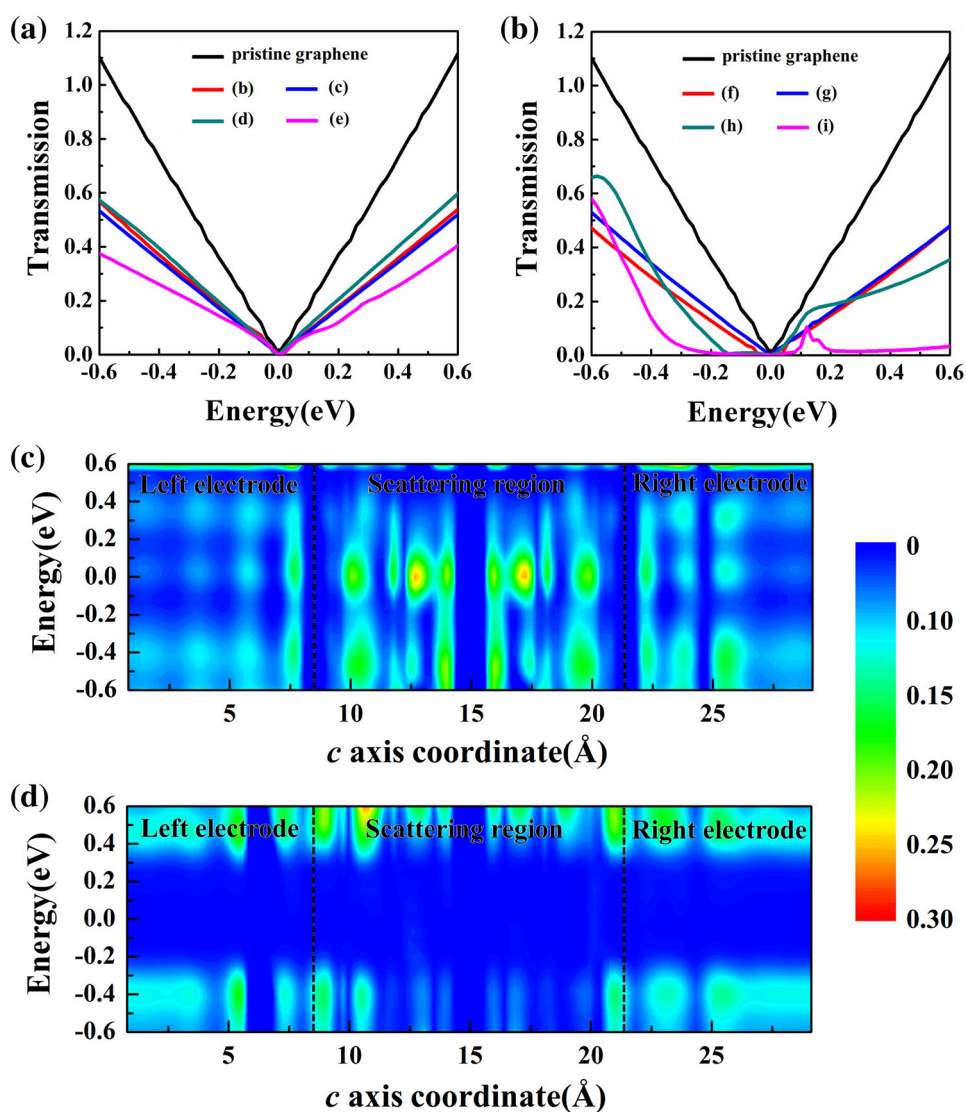 (a)
1.2
1.0
0.8
0.6
0.4
0.2
0.0
Transmission
pristine graphene
(b)
(c)
(d)
(e)
-0.6 -0.4 -0.2 0.0 0.2 0.4 0.6
Energy(eV)
(b)
1.2
1.0
0.8
0.6
0.4
0.2
0.0
Transmission
pristine graphene
(f)
(g)
(h)
(i)
-0.6 -0.4 -0.2 0.0 0.2 0.4 0.6
Energy(eV)
(c)
0.6
0.4
0.2
0.0
-0.2
-0.4
-0.6
Energy(eV)
Left electrode
Scattering region
Right electrode
5 10 15 20 25
c axis coordinate(Å)
(d)
0.6
0.4
0.2
0.0
-0.2
-0.4
-0.6
Energy(eV)
Left electrode
Scattering region
Right electrode
5 10 15 20 25
c axis coordinate(Å)
0
0.10
0.15
0.20
0.25
0.30